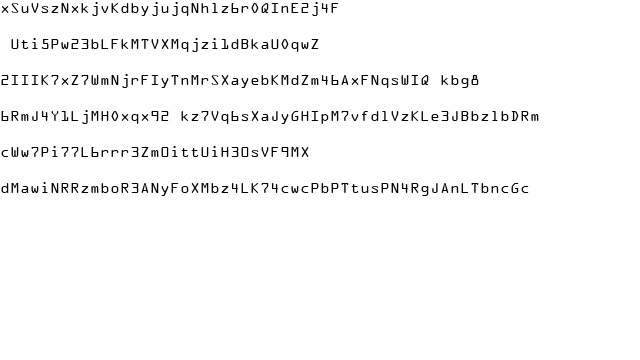 xSuVszNxkjvKdbyjujqNhlz6r0QInE2j4F
Uti5Pw23bLFkMTVXMqjzi1dBkaU0qwZ
2IIIK7xZ7WmNjrFIyTnMrSXayebKMdZm46AxFNqsWIQ kbg8
6RmJ4Y1LjMH0xqx92 kz7Vq6sXaJyGHIpM7vfdlVzKLe3JBbzlbDRm
cWw7Pi77L6rrr3ZmOittUiH3OsVF9MX
dMawiNRRzmboR3ANyFoXMbz4LK74cwcPbPTtusPN4RgJAnLTbncGc